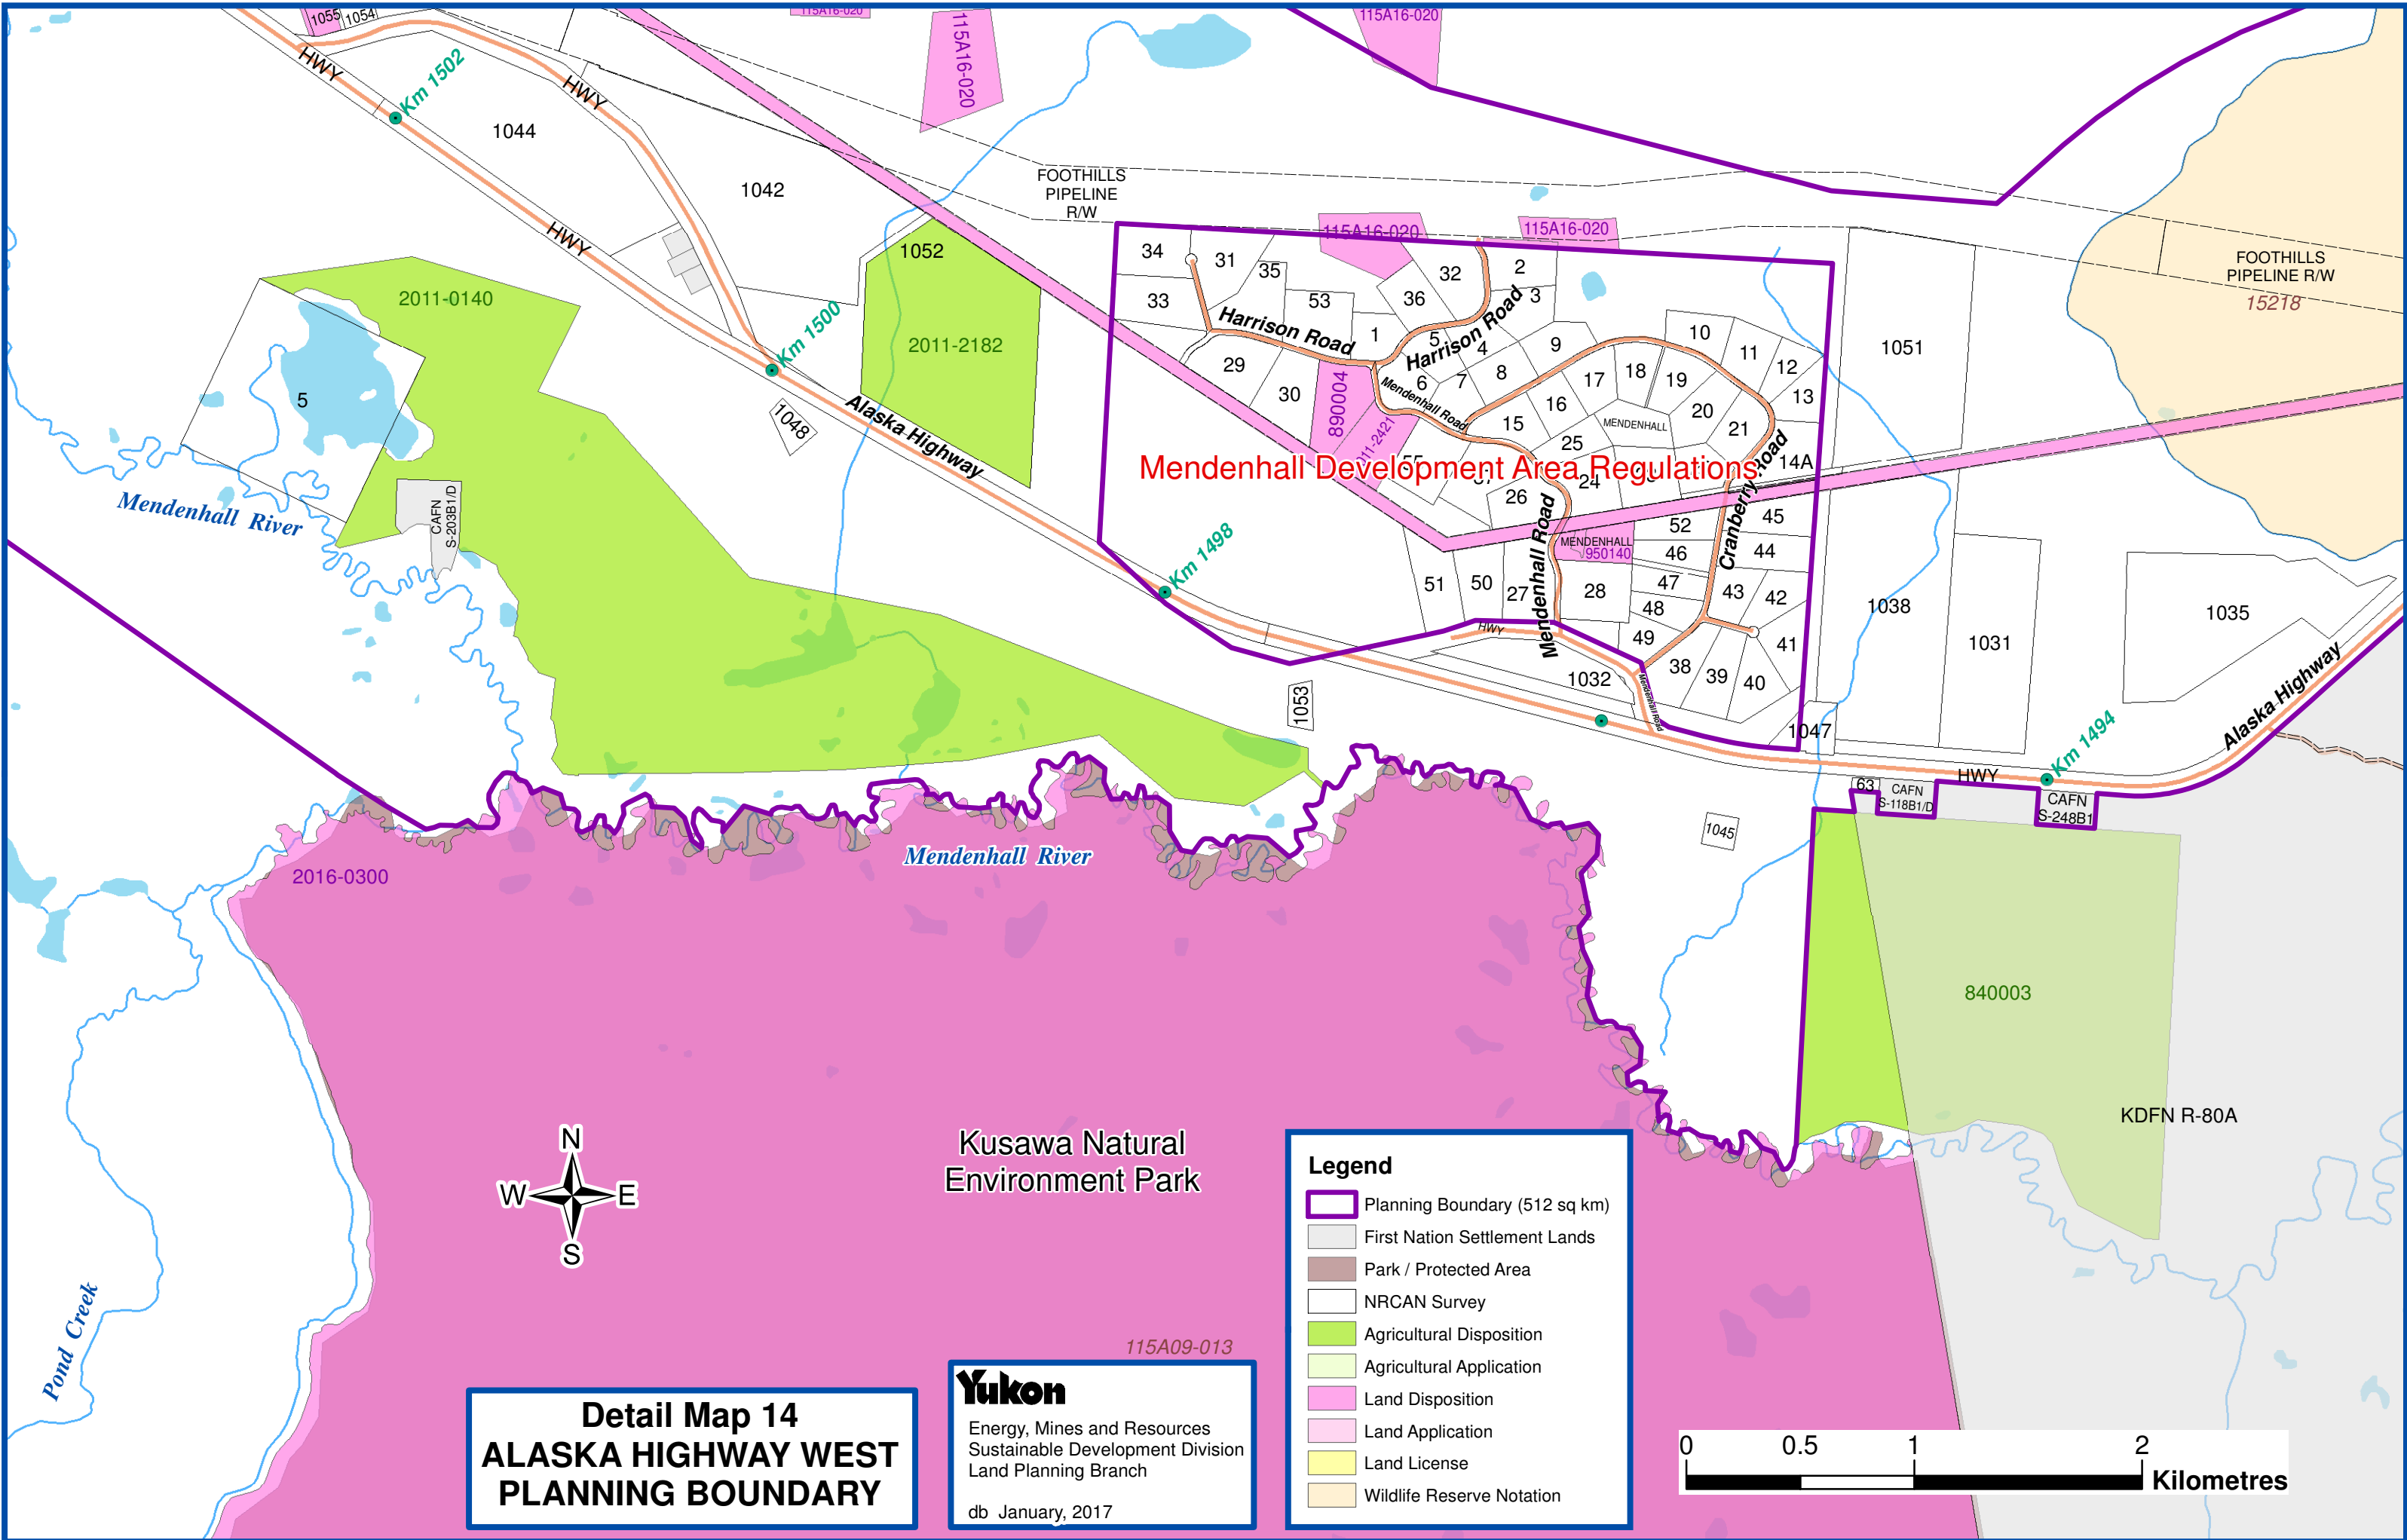 1055
1054
115A16-020
115A16-020
115A16-020
HWY
Km 1502
HWY
1044
1042
HWY
FOOTHILLS
PIPELINE
R/W
1052
2011-0140
2011-2182
5
Km 1500
1048
Alaska Highway
Mendenhall River
CAFN
S-203B1/D
Km 1498
115A16-020
115A16-020
34
31
35
33
53
32
36
2
3
1
5
4
Harrison Road
Harrison Road
29
30
890004
6
7
8
9
Mendenhall Road
10
11
12
13
17
18
19
16
15
20
21
25
MENDENHALL
Mendenhall Development Area Regulations
14A
24
26
Mendenhall Road
Cranberry Road
52
45
MENDENHALL
950140
46
44
51
50
27
28
47
48
43
42
49
41
38
39
40
HWY
1032
Mendenhall Road
1053
1047
1051
1038
1031
1035
FOOTHILLS
PIPELINE R/W
15218
Alaska Highway
Km 1494
HWY
63
CAFN
S-118B1/D
CAFN
S-248B1
1045
840003
KDFN R-80A
2016-0300
Mendenhall River
Pond Creek
N
W
E
S
Kusawa Natural
Environment Park
115A09-013
Detail Map 14
ALASKA HIGHWAY WEST
PLANNING BOUNDARY
Yukon
Energy, Mines and Resources
Sustainable Development Division
Land Planning Branch
db January, 2017
Legend
Planning Boundary (512 sq km)
First Nation Settlement Lands
Park / Protected Area
NRCAN Survey
Agricultural Disposition
Agricultural Application
Land Disposition
Land Application
Land License
Wildlife Reserve Notation
0
0.5
1
2
Kilometres